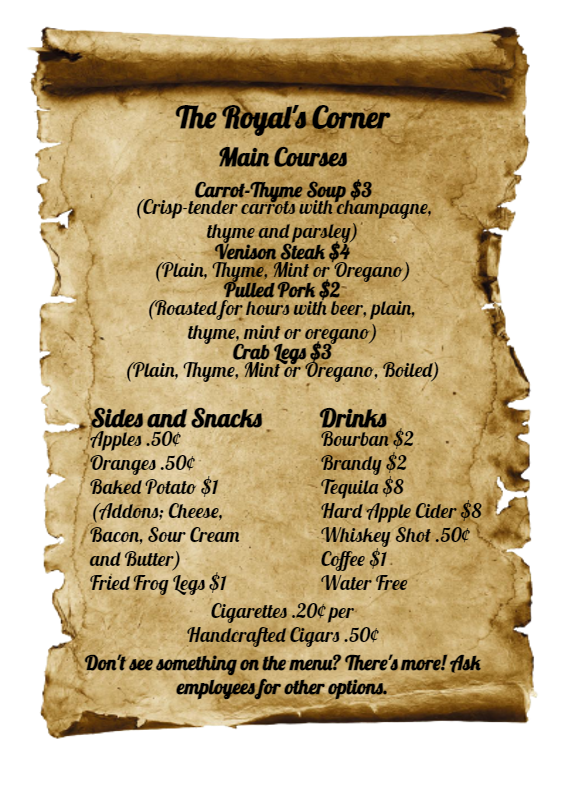 The Royal's Corner
Main Courses
Carrot-Thyme Soup $3
(Crisp-tender carrots with champagne,
thyme and parsley)
Venison Steak $4
(Plain, Thyme, Mint or Oregano)
Pulled Pork $2
(Roasted for hours with beer, plain,
thyme, mint or oregano)
Crab Legs $3
(Plain, Thyme, Mint or Oregano, Boiled)
Sides and Snacks
Apples .50¢
Oranges .50¢
Baked Potato $1
(Addons; Cheese,
Bacon, Sour Cream
and Butter)
Fried Frog Legs $1
Drinks
Bourban $2
Brandy $2
Tequila $8
Hard Apple Cider $8
Whiskey Shot .50¢
Coffee $1
Water Free
Cigarettes .20¢ per
Handcrafted Cigars .50¢
Don't see something on the menu? There's more! Ask
employees for other options.